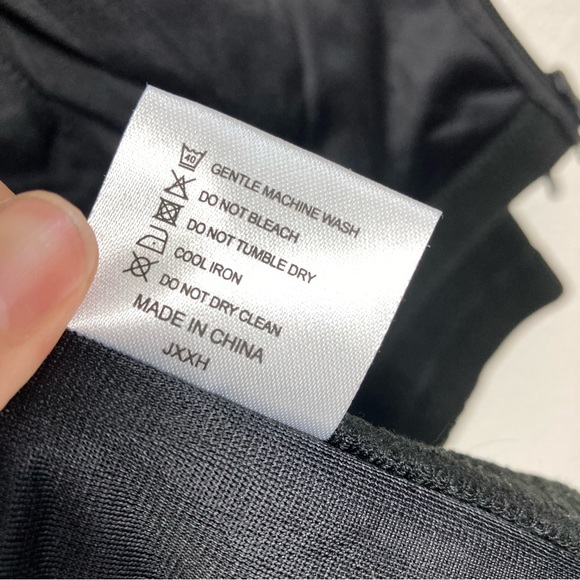 40 GENTLE MACHINE WASH
DO NOT BLEACH
DO NOT TUMBLE DRY
COOL IRON
DO NOT DRY CLEAN
MADE IN CHINA
JXXH